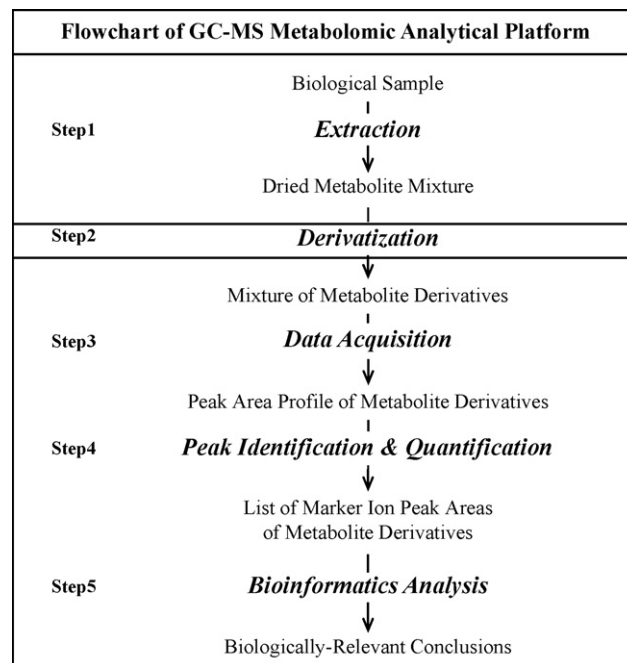 Flowchart of GC-MS Metabolomic Analytical Platform
Biological Sample
Step1
Extraction
Dried Metabolite Mixture
Step2
Derivatization
Mixture of Metabolite Derivatives
Step3
Data Acquisition
Peak Area Profile of Metabolite Derivatives
Step4
Peak Identification & Quantification
List of Marker Ion Peak Areas
of Metabolite Derivatives
Step5
Bioinformatics Analysis
Biologically-Relevant Conclusions